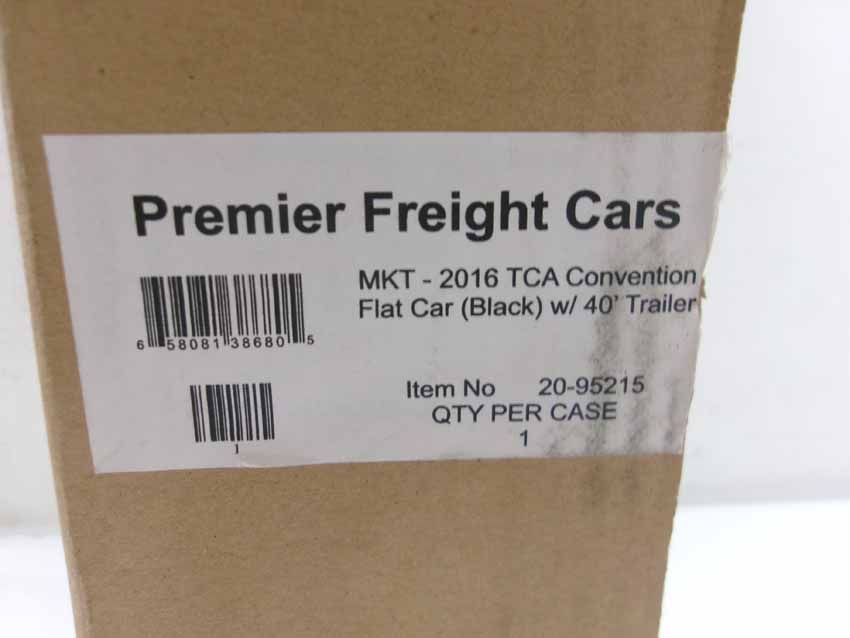 Premier Freight Cars
MKT - 2016 TCA Convention
Flat Car (Black) w/ 40' Trailer
6 58081 38680 5
Item No 20-95215
QTY PER CASE
1
1